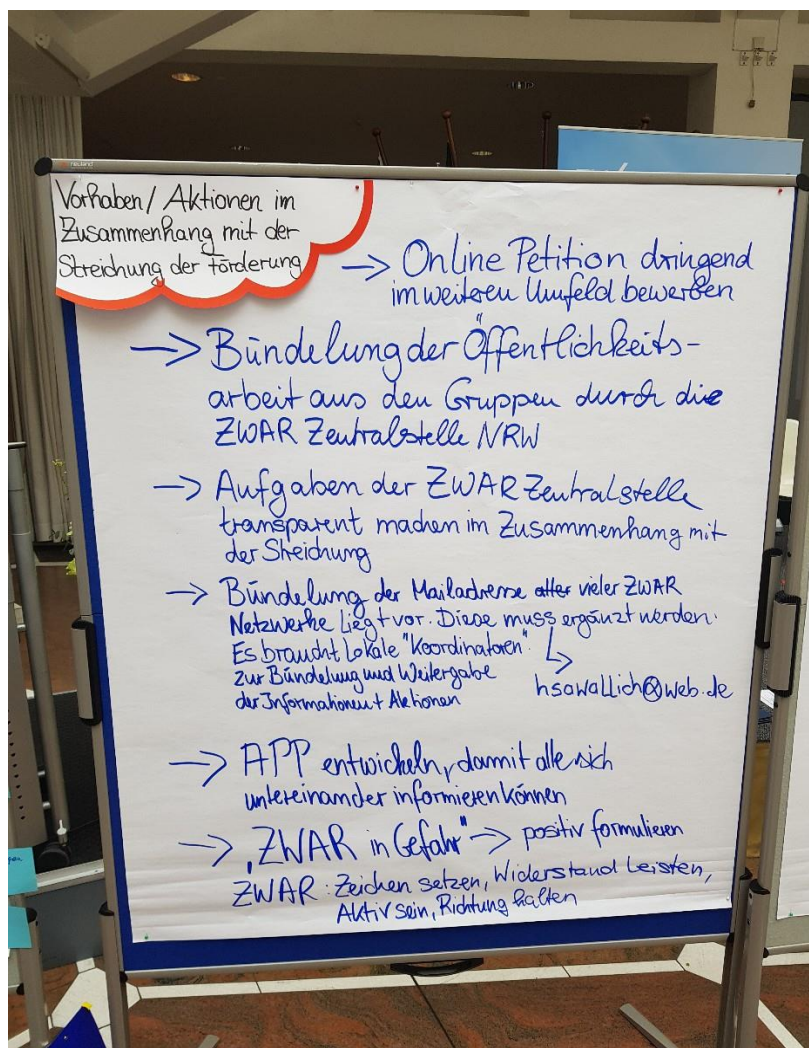 Vorhaben/ Aktionen im
Zusammenhang mit der
Streichung der Förderung
→ Online Petition dringend
im weiteren Umfeld bewerben
→ Bündelung der Öffentlichkeits-
arbeit aus den Gruppen durch die
ZWAR Zentralstelle NRW
→ Aufgaben der ZWAR Zentralstelle
transparent machen im Zusammenhang mit
der Streichung
→ Bündelung der Mailadresse aller vieler ZWAR
Netzwerke liegt vor. Diese muss ergänzt werden.
Es braucht Lokale "Koordinatoren"
zur Bündelung und Weitergabe
der Informationen + Aktionen
hsawallich@web.de
→ APP entwickeln, damit alle sich
untereinander informieren können
→ "ZWAR in Gefahr" → positiv formulieren
ZWAR: Zeichen setzen, Widerstand Leisten,
Aktiv sein, Richtung halten